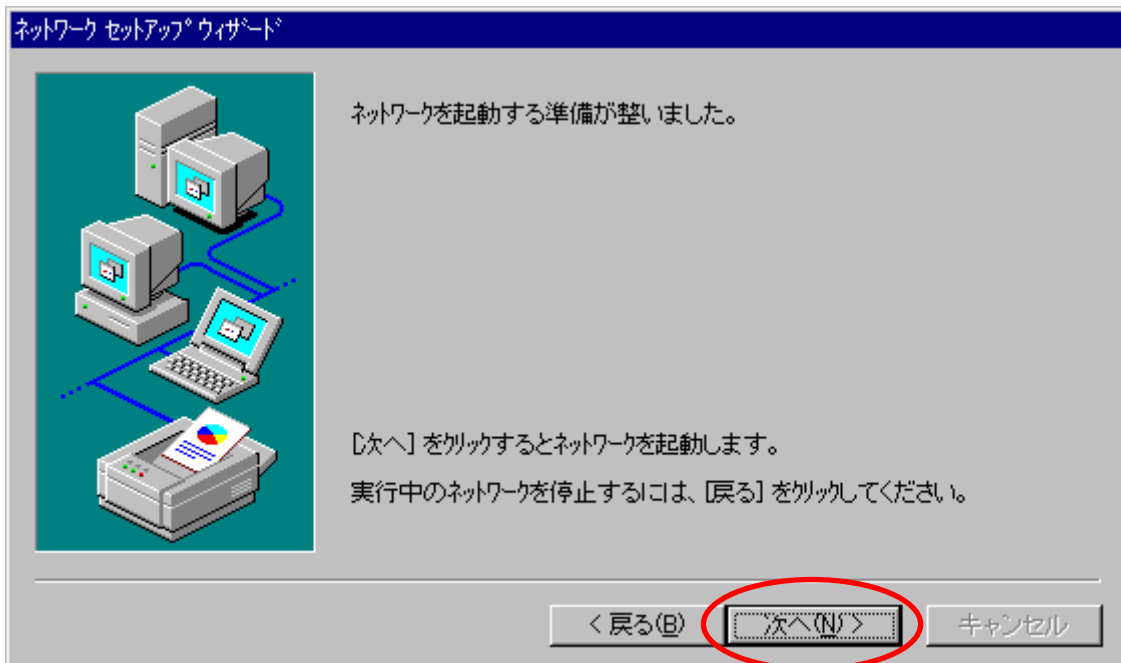 ネットワーク セットアップ ウィザード
ネットワークを起動する準備が整いました。
[次へ] をクリックするとネットワークを起動します。
実行中のネットワークを停止するには、[戻る] をクリックしてください。
< 戻る(B)
次へ(N) >
キャンセル